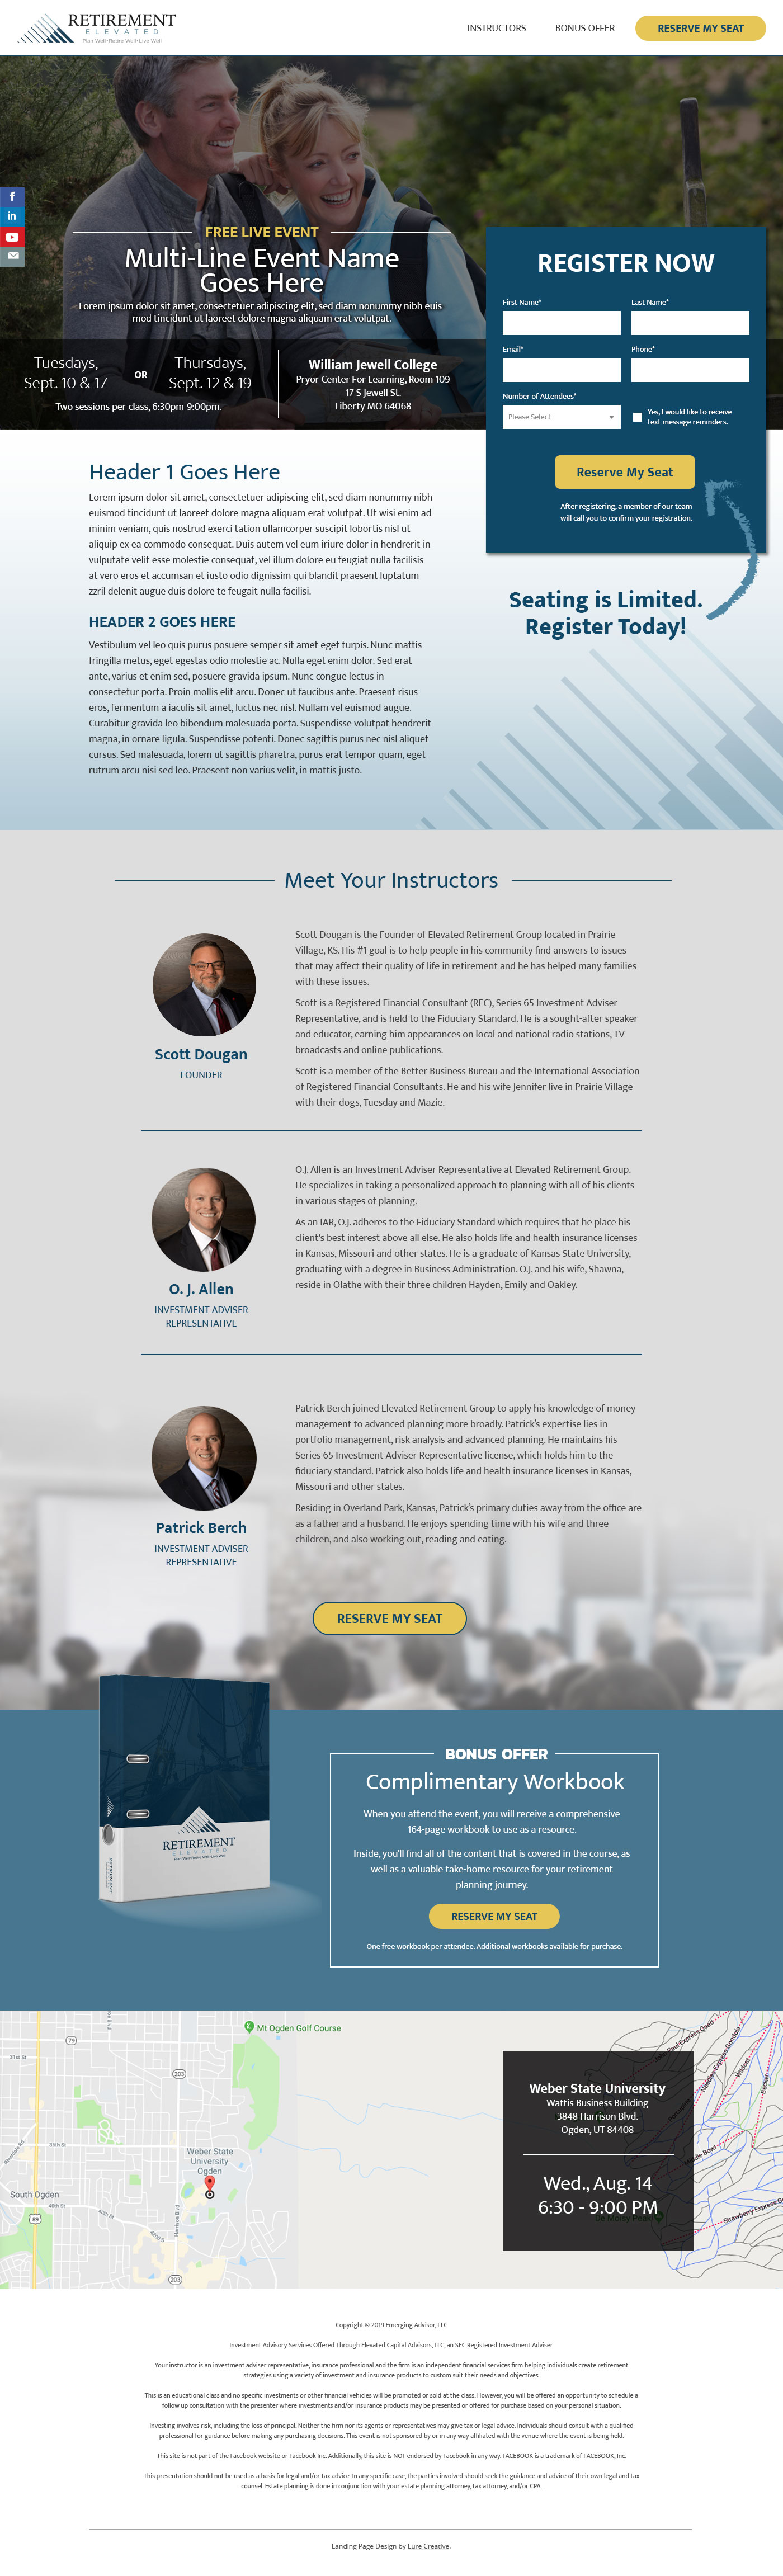 RETIREMENT
ELEVATED
Plan Well•Retire Well•Live Well
INSTRUCTORS
BONUS OFFER
RESERVE MY SEAT
FREE LIVE EVENT
Multi-Line Event Name
Goes Here
Lorem ipsum dolor sit amet, consectetuer adipiscing elit, sed diam nonummy nibh euis-
mod tincidunt ut laoreet dolore magna aliquam erat volutpat.
Tuesdays,
Sept. 10 & 17
OR
Thursdays,
Sept. 12 & 19
Two sessions per class, 6:30pm-9:00pm.
William Jewell College
Pryor Center For Learning, Room 109
17 S Jewell St.
Liberty MO 64068
REGISTER NOW
First Name*
Last Name*
Email*
Phone*
Number of Attendees*
Please Select
Yes, I would like to receive
text message reminders.
Reserve My Seat
After registering, a member of our team
will call you to confirm your registration.
Seating is Limited.
Register Today!
Header 1 Goes Here
Lorem ipsum dolor sit amet, consectetuer adipiscing elit, sed diam nonummy nibh
euismod tincidunt ut laoreet dolore magna aliquam erat volutpat. Ut wisi enim ad
minim veniam, quis nostrud exerci tation ullamcorper suscipit lobortis nisl ut
aliquip ex ea commodo consequat. Duis autem vel eum iriure dolor in hendrerit in
vulputate velit esse molestie consequat, vel illum dolore eu feugiat nulla facilisis
at vero eros et accumsan et iusto odio dignissim qui blandit praesent luptatum
zzril delenit augue duis dolore te feugait nulla facilisi.
HEADER 2 GOES HERE
Vestibulum vel leo quis purus posuere semper sit amet eget turpis. Nunc mattis
fringilla metus, eget egestas odio molestie ac. Nulla eget enim dolor. Sed erat
ante, varius et enim sed, posuere gravida ipsum. Nunc congue lectus in
consectetur porta. Proin mollis elit arcu. Donec ut faucibus ante. Praesent risus
eros, fermentum a iaculis sit amet, luctus nec nisl. Nullam vel euismod augue.
Curabitur gravida leo bibendum malesuada porta. Suspendisse volutpat hendrerit
magna, in ornare ligula. Suspendisse potenti. Donec sagittis purus nec nisl aliquet
cursus. Sed malesuada, lorem ut sagittis pharetra, purus erat tempor quam, eget
rutrum arcu nisi sed leo. Praesent non varius velit, in mattis justo.
Meet Your Instructors
Scott Dougan
FOUNDER
Scott Dougan is the Founder of Elevated Retirement Group located in Prairie
Village, KS. His #1 goal is to help people in his community find answers to issues
that may affect their quality of life in retirement and he has helped many families
with these issues.
Scott is a Registered Financial Consultant (RFC), Series 65 Investment Adviser
Representative, and is held to the Fiduciary Standard. He is a sought-after speaker
and educator, earning him appearances on local and national radio stations, TV
broadcasts and online publications.
Scott is a member of the Better Business Bureau and the International Association
of Registered Financial Consultants. He and his wife Jennifer live in Prairie Village
with their dogs, Tuesday and Mazie.
O. J. Allen
INVESTMENT ADVISER
REPRESENTATIVE
O.J. Allen is an Investment Adviser Representative at Elevated Retirement Group.
He specializes in taking a personalized approach to planning with all of his clients
in various stages of planning.
As an IAR, O.J. adheres to the Fiduciary Standard which requires that he place his
client's best interest above all else. He also holds life and health insurance licenses
in Kansas, Missouri and other states. He is a graduate of Kansas State University,
graduating with a degree in Business Administration. O.J. and his wife, Shawna,
reside in Olathe with their three children Hayden, Emily and Oakley.
Patrick Berch
INVESTMENT ADVISER
REPRESENTATIVE
Patrick Berch joined Elevated Retirement Group to apply his knowledge of money
management to advanced planning more broadly. Patrick's expertise lies in
portfolio management, risk analysis and advanced planning. He maintains his
Series 65 Investment Adviser Representative license, which holds him to the
fiduciary standard. Patrick also holds life and health insurance licenses in Kansas,
Missouri and other states.
Residing in Overland Park, Kansas, Patrick's primary duties away from the office are
as a father and a husband. He enjoys spending time with his wife and three
children, and also working out, reading and eating.
RESERVE MY SEAT
RETIREMENT
ELEVATED
Plan Well•Retire Well•Live Well
RETIREMENT
BONUS OFFER
Complimentary Workbook
When you attend the event, you will receive a comprehensive
164-page workbook to use as a resource.
Inside, you'll find all of the content that is covered in the course, as
well as a valuable take-home resource for your retirement
planning journey.
RESERVE MY SEAT
One free workbook per attendee. Additional workbooks available for purchase.
Mt Ogden Golf Course
79
31st St
203
36th St
Weber State
University
Ogden
South Ogden
40th St
40th St
Harrison Blvd
89
203
Needles Express Gondola
Wildcat
Becker
Middle Bowl
Strawberry Express G
Weber State University
Wattis Business Building
3848 Harrison Blvd.
Ogden, UT 84408
Wed., Aug. 14
6:30 - 9:00 PM
Copyright © 2019 Emerging Advisor, LLC
Investment Advisory Services Offered Through Elevated Capital Advisors, LLC, an SEC Registered Investment Adviser.
Your instructor is an investment adviser representative, insurance professional and the firm is an independent financial services firm helping individuals create retirement
strategies using a variety of investment and insurance products to custom suit their needs and objectives.
This is an educational class and no specific investments or other financial vehicles will be promoted or sold at the class. However, you will be offered an opportunity to schedule a
follow up consultation with the presenter where investments and/or insurance products may be presented or offered for purchase based on your personal situation.
Investing involves risk, including the loss of principal. Neither the firm nor its agents or representatives may give tax or legal advice. Individuals should consult with a qualified
professional for guidance before making any purchasing decisions. This event is not sponsored by or in any way affiliated with the venue where the event is being held.
This site is not part of the Facebook website or Facebook Inc. Additionally, this site is NOT endorsed by Facebook in any way. FACEBOOK is a trademark of FACEBOOK, Inc.
This presentation should not be used as a basis for legal and/or tax advice. In any specific case, the parties involved should seek the guidance and advice of their own legal and tax
counsel. Estate planning is done in conjunction with your estate planning attorney, tax attorney, and/or CPA.
Landing Page Design by Lure Creative.